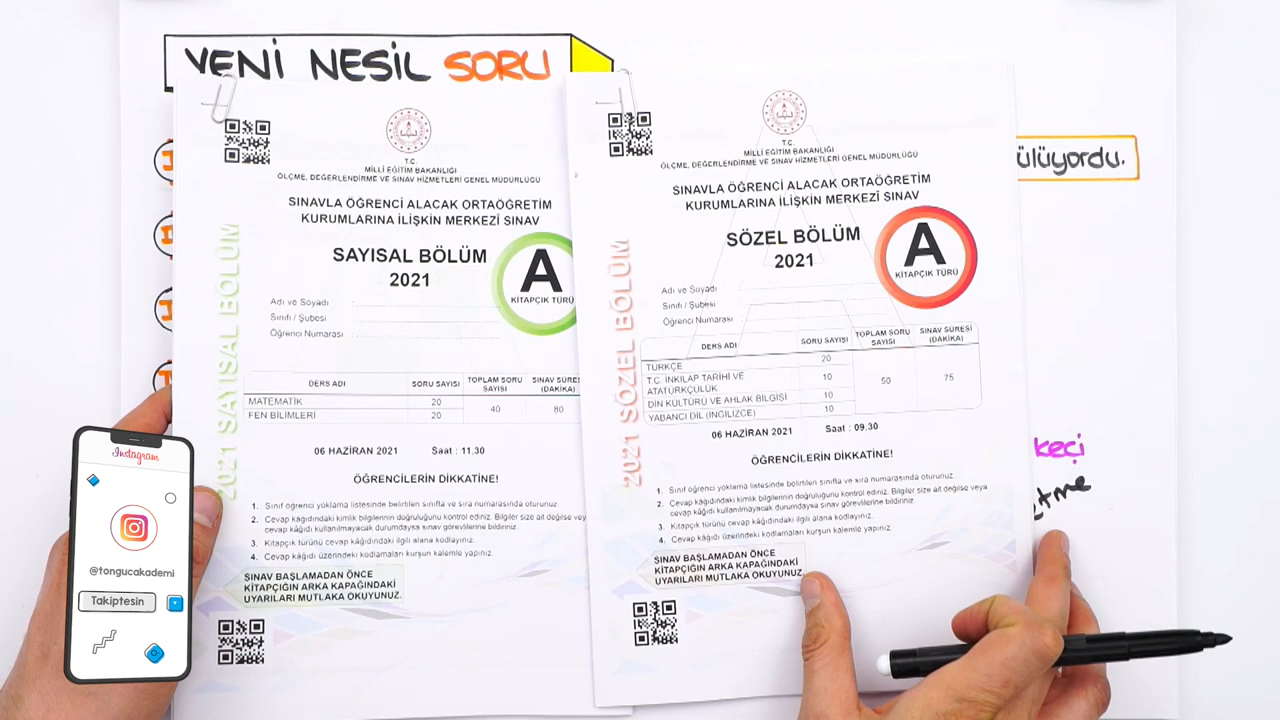 YENİ NESİL SORU
T.C.
MİLLİ EĞİTİM BAKANLIĞI
ÖLÇME, DEĞERLENDİRME VE SINAV HİZMETLERİ GENEL MÜDÜRLÜĞÜ
SINAVLA ÖĞRENCİ ALACAK ORTAÖĞRETİM
KURUMLARINA İLİŞKİN MERKEZİ SINAV
SAYISAL BÖLÜM
2021
A
KİTAPÇIK TÜRÜ
Adı ve Soyadı :
Sınıfı / Şubesi :
Öğrenci Numarası :
2021 SAYISAL BÖLÜM
DERS ADI SORU SAYISI TOPLAM SORU SAYISI SINAV SÜRES (DAKİKA)
MATEMATİK 20 40 80
FEN BİLİMLERİ 20
06 HAZİRAN 2021 Saat : 11.30
ÖĞRENCİLERİN DİKKATİNE!
1. Sınıf öğrenci yoklama listesinde belirtilen sınıfta ve sıra numarasında oturunuz
2. Cevap kâğıdındaki kimlik bilgilerinin doğruluğunu kontrol ediniz. Bilgiler size ait değilse vey
cevap kâğıdı kullanılmayacak durumdaysa sınav görevlilerine bildiriniz.
3. Kitapçık türünü cevap kâğıdındaki ilgili alana kodlayınız.
4. Cevap kâğıdı üzerindeki kodlamaları kurşun kalemle yapınız.
SINAV BAŞLAMADAN ÖNCE
KİTAPÇIĞIN ARKA KAPAĞINDAKİ
UYARILARI MUTLAKA OKUYUNUZ.
T.C.
MİLLİ EĞİTİM BAKANLIĞI
ÖLÇME, DEĞERLENDİRME VE SINAV HİZMETLERİ GENEL MÜDÜRLÜĞÜ
SINAVLA ÖĞRENCİ ALACAK ORTAÖĞRETİM
KURUMLARINA İLİŞKİN MERKEZİ SINAV
SÖZEL BÖLÜM
2021
A
KİTAPÇIK TÜRÜ
Adı ve Soyadı :
Sınıfı / Şubesi :
Öğrenci Numarası :
2021 SÖZEL BÖLÜM
DERS ADI SORU SAYISI TOPLAM SORU SAYISI SINAV SÜRESİ (DAKİKA)
TÜRKÇE 20
T.C. İNKILAP TARİHİ VE ATATÜRKÇÜLÜK 10 50 75
DİN KÜLTÜRÜ VE AHLAK BİLGİSİ 10
YABANCI DİL (İNGİLİZCE) 10
06 HAZİRAN 2021 Saat : 09.30
ÖĞRENCİLERİN DİKKATİNE!
1. Sınıf öğrenci yoklama listesinde belirtilen sınıfta ve sıra numarasında oturunuz.
2. Cevap kâğıdındaki kimlik bilgilerinin doğruluğunu kontrol ediniz. Bilgiler size ait değilse veya
cevap kâğıdı kullanılmayacak durumdaysa sınav görevlilerine bildiriniz.
3. Kitapçık türünü cevap kâğıdındaki ilgili alana kodlayınız.
4. Cevap kâğıdı üzerindeki kodlamaları kurşun kalemle yapınız.
SINAV BAŞLAMADAN ÖNCE
KİTAPÇIĞIN ARKA KAPAĞINDAKİ
UYARILARI MUTLAKA OKUYUNUZ.
ülüyordu.
keçi
etme
Instagram
@tongucakademi
Takiptesin